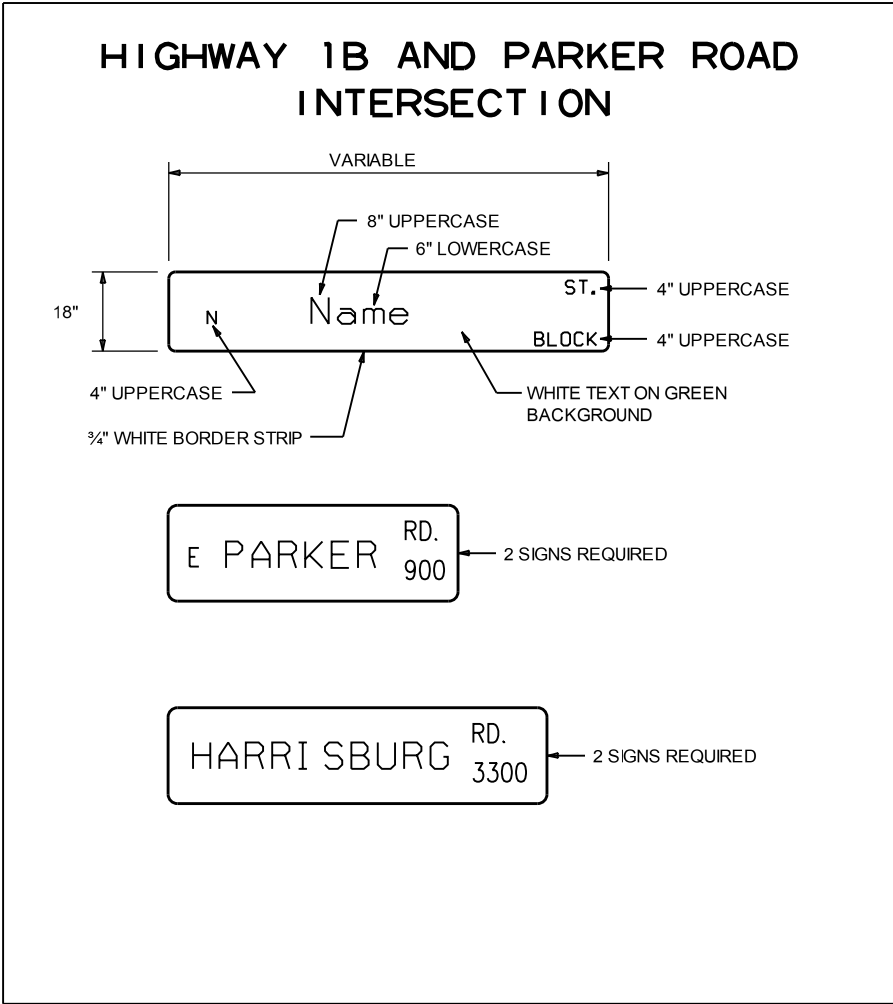 HIGHWAY 1B AND PARKER ROAD
INTERSECTION
VARIABLE
8" UPPERCASE
6" LOWERCASE
18"
N
Name
ST.
4" UPPERCASE
BLOCK
4" UPPERCASE
4" UPPERCASE
WHITE TEXT ON GREEN
BACKGROUND
¾" WHITE BORDER STRIP
E PARKER RD.
900
2 SIGNS REQUIRED
HARRISBURG RD.
3300
2 SIGNS REQUIRED